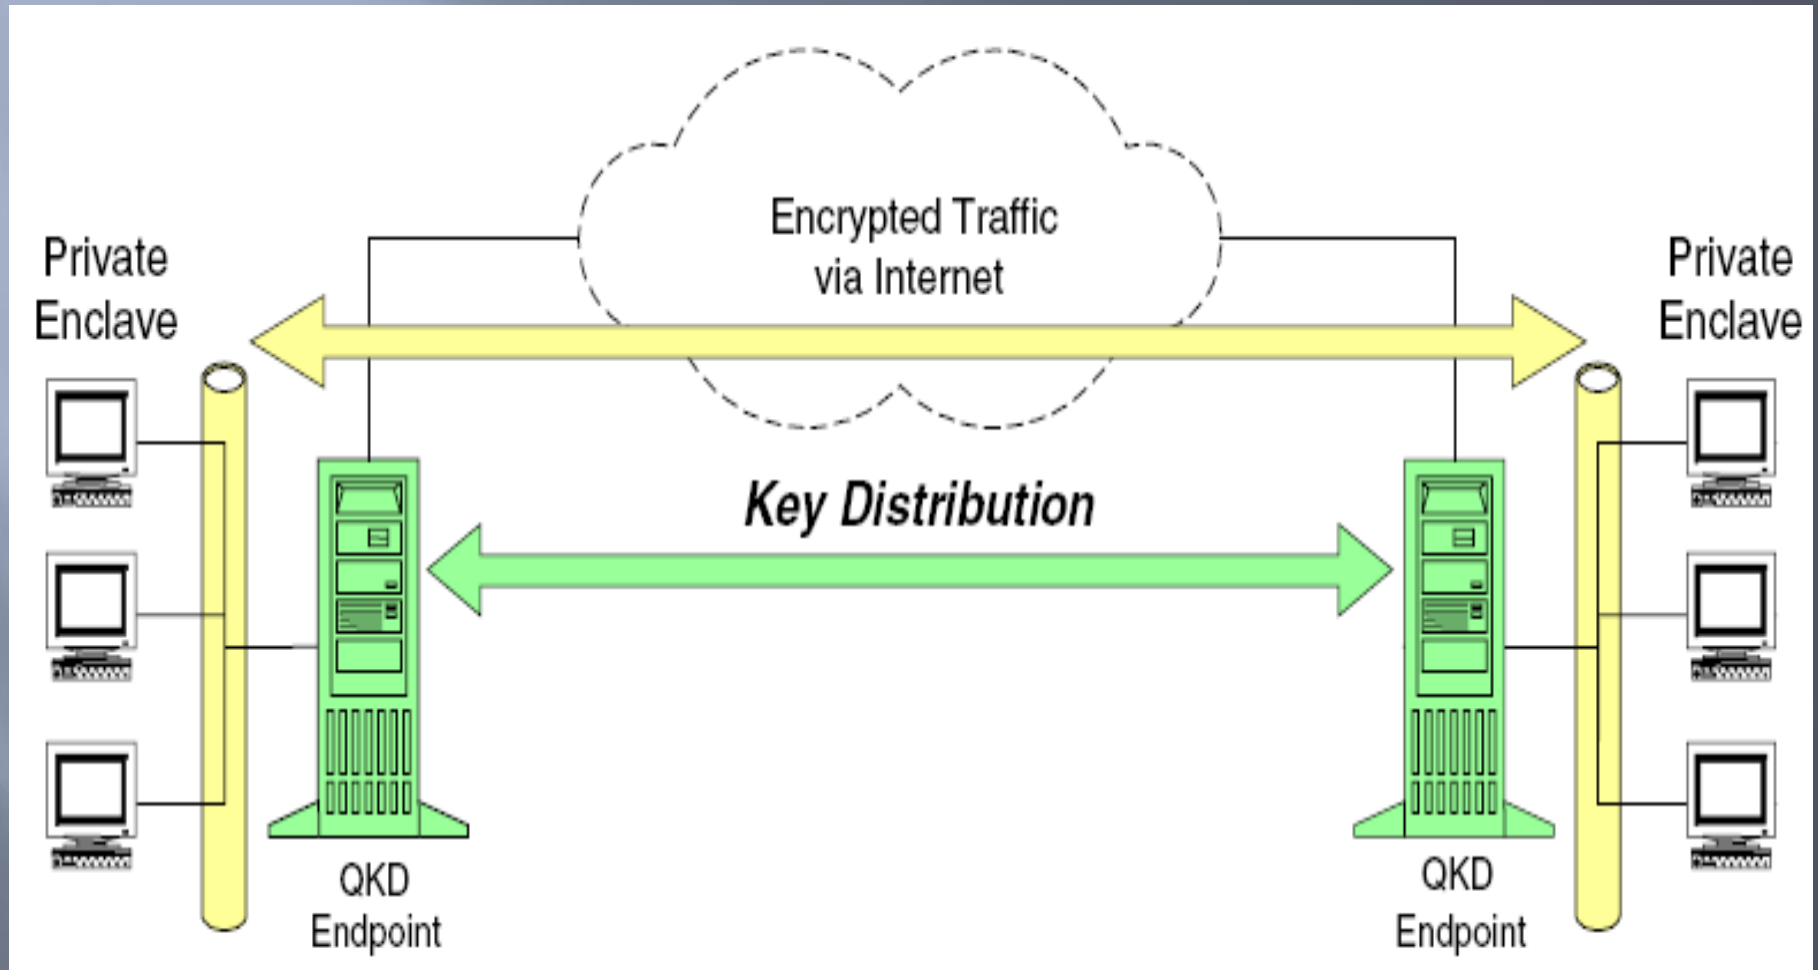 Encrypted Traffic
via Internet
Private
Enclave
Private
Enclave
Key Distribution
QKD
Endpoint
QKD
Endpoint